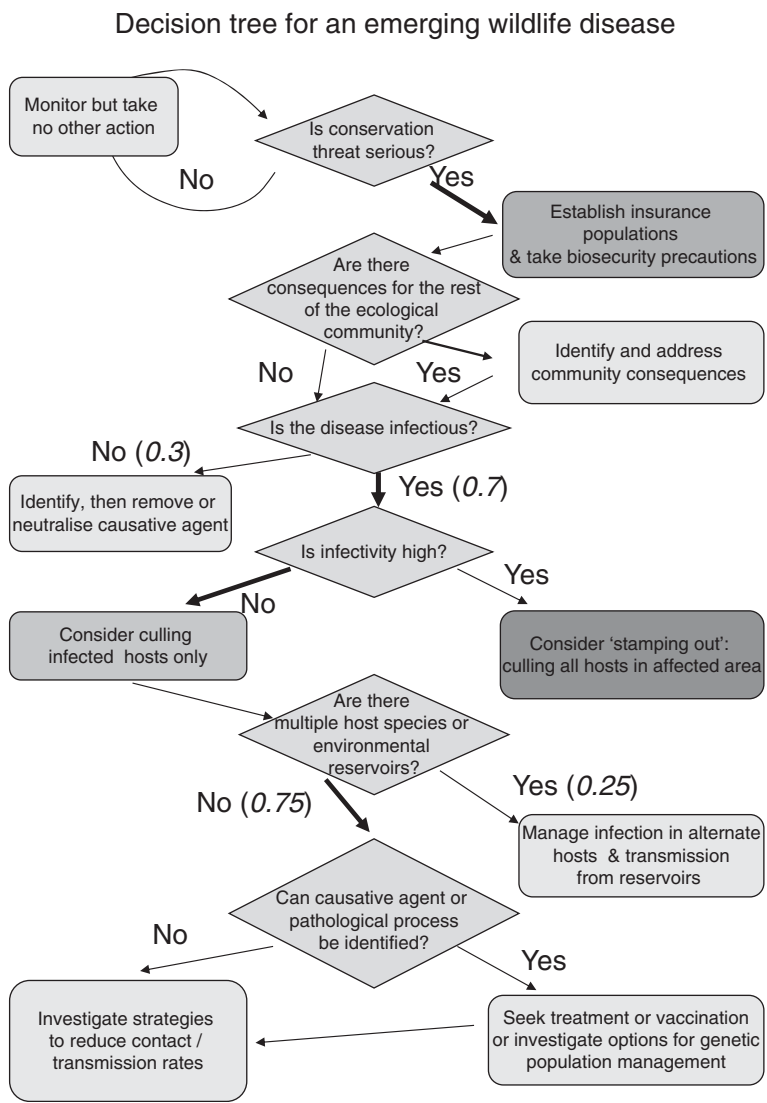 Decision tree for an emerging wildlife disease
Monitor but take
no other action
Is conservation
threat serious?
No
Yes
Establish insurance
populations
& take biosecurity precautions
Are there
consequences for the rest
of the ecological
community?
No
Yes
Identify and address
community consequences
Is the disease infectious?
No (0.3)
Yes (0.7)
Identify, then remove or
neutralise causative agent
Is infectivity high?
No
Yes
Consider culling
infected hosts only
Consider ‘stamping out’:
culling all hosts in affected area
Are there
multiple host species or
environmental
reservoirs?
No (0.75)
Yes (0.25)
Manage infection in alternate
hosts & transmission
from reservoirs
Can causative agent or
pathological process
be identified?
No
Yes
Investigate strategies
to reduce contact /
transmission rates
Seek treatment or vaccination
or investigate options for genetic
population management